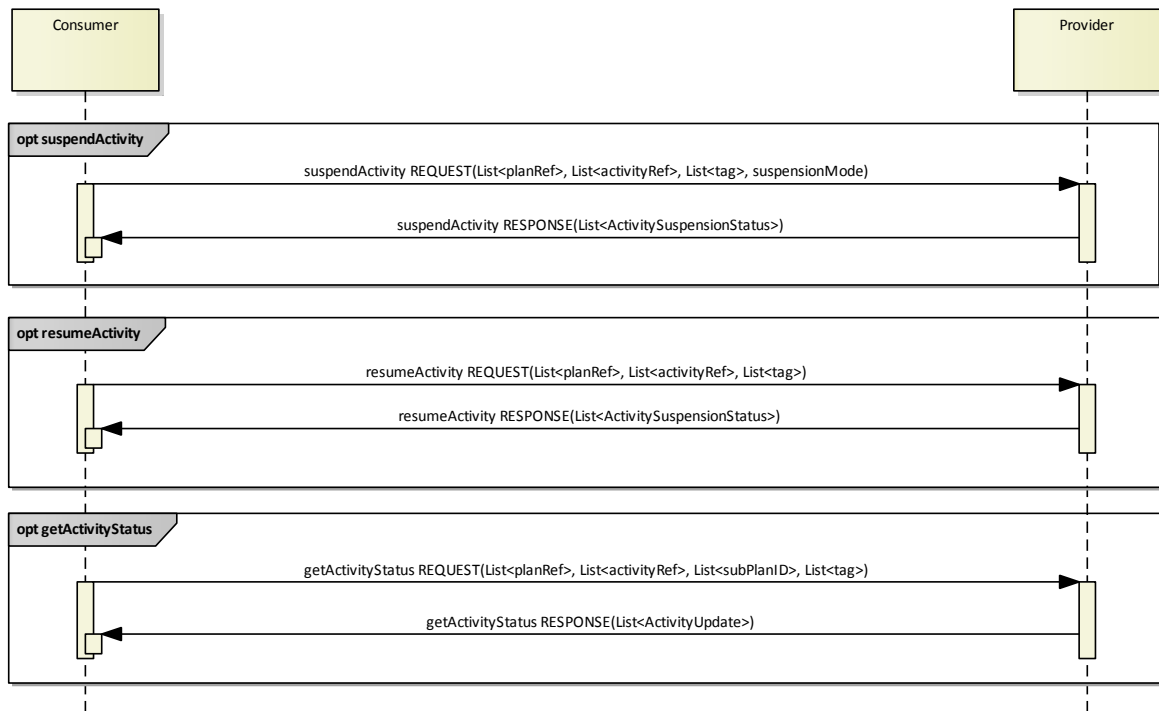 Consumer
Provider
opt suspendActivity
suspendActivity REQUEST(List<planRef>, List<activityRef>, List<tag>, suspensionMode)
suspendActivity RESPONSE(List<ActivitySuspensionStatus>)
opt resumeActivity
resumeActivity REQUEST(List<planRef>, List<activityRef>, List<tag>)
resumeActivity RESPONSE(List<ActivitySuspensionStatus>)
opt getActivityStatus
getActivityStatus REQUEST(List<planRef>, List<activityRef>, List<subPlanID>, List<tag>)
getActivityStatus RESPONSE(List<ActivityUpdate>)